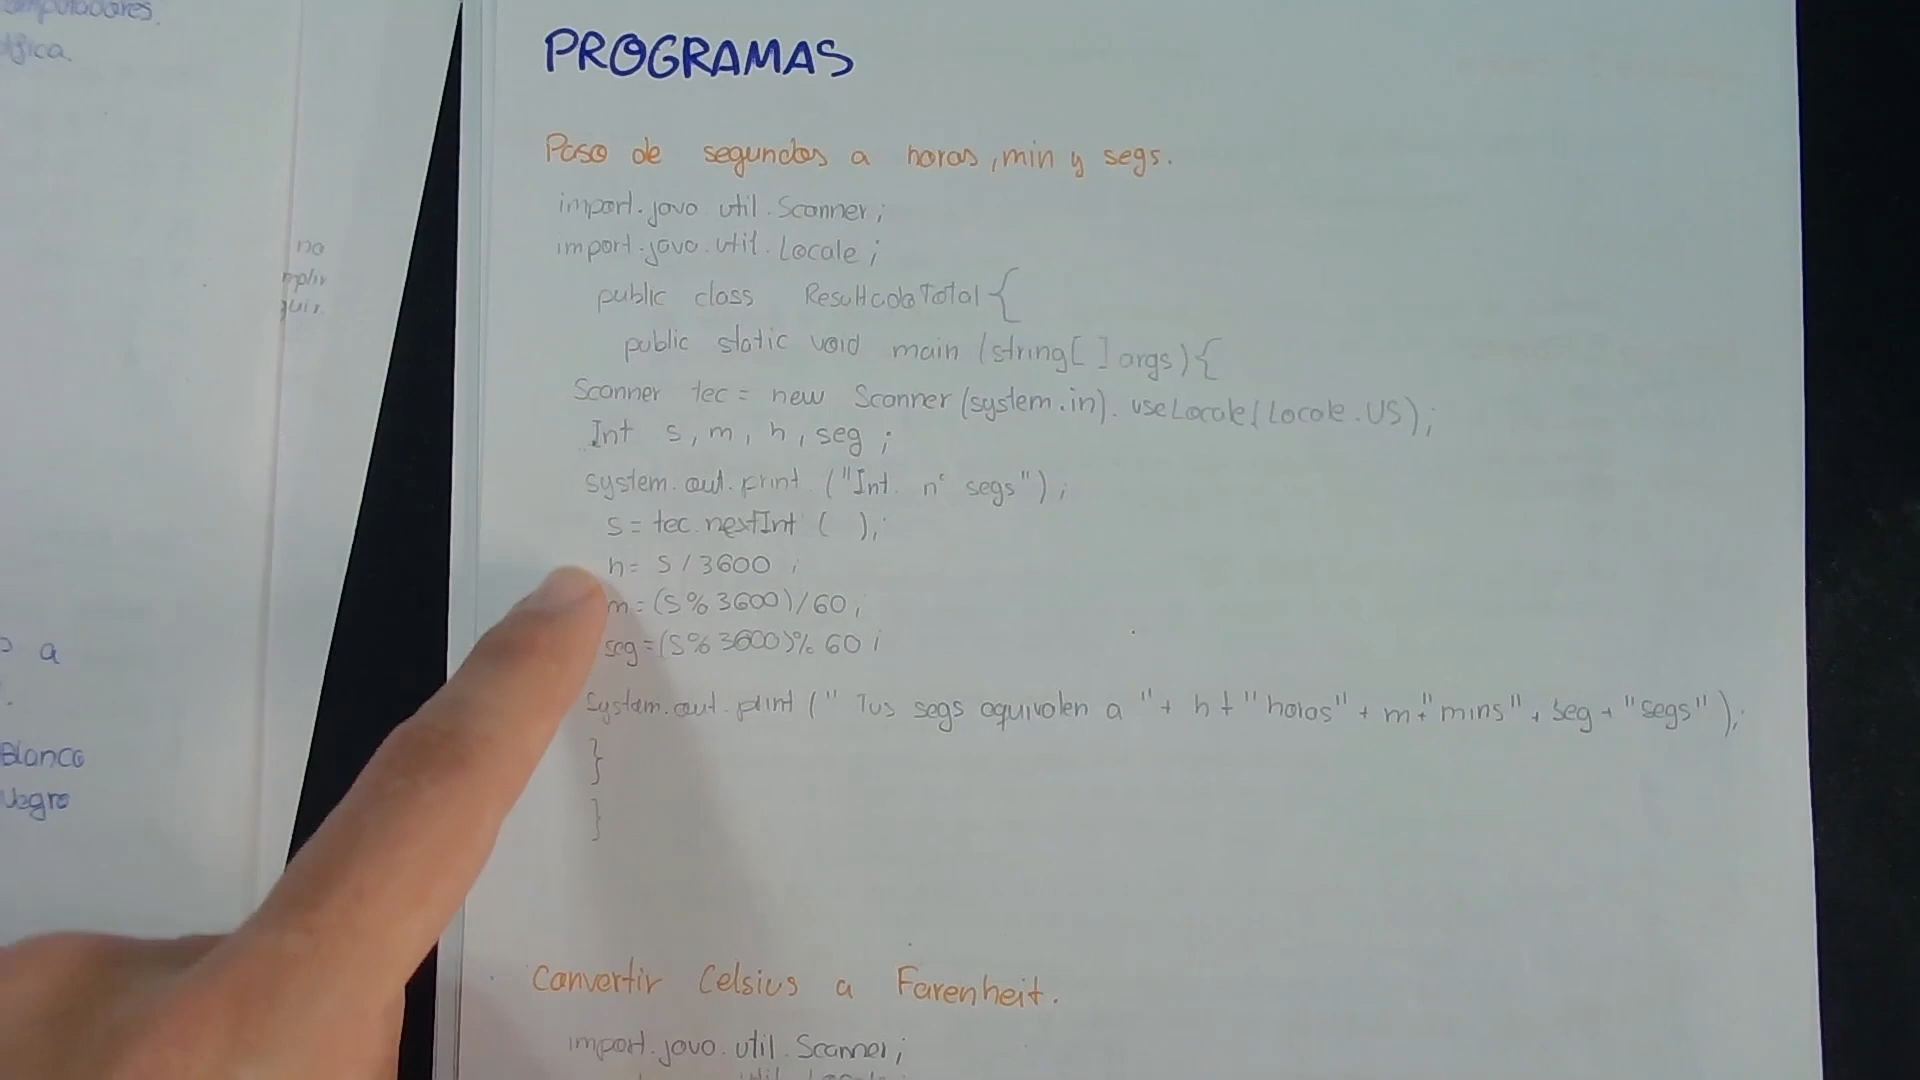 omputadores.
no
PROGRAMAS
Paso de segundos a horas, min y segs.
import.java.util.Scanner;
import.java.util.Locale;
public class ResultadoTotal{
public static void main (string[ ] args){
Scanner tec = new Scanner (system.in).useLocale(Locale.US);
Int s, m, h, seg;
system.out.print ("Int. nº segs");
s = tec.nextInt ( );
h = s / 3600;
m = (s % 3600)/60;
seg = (s % 3600)% 60;
System.out.print (" Tus segs equivalen a "+ h + "horas" + m + "mins" + seg + "segs");
}
}
a
Blanco
Negro
Convertir Celsius a Farenheit.
import.java.util.Scanner;